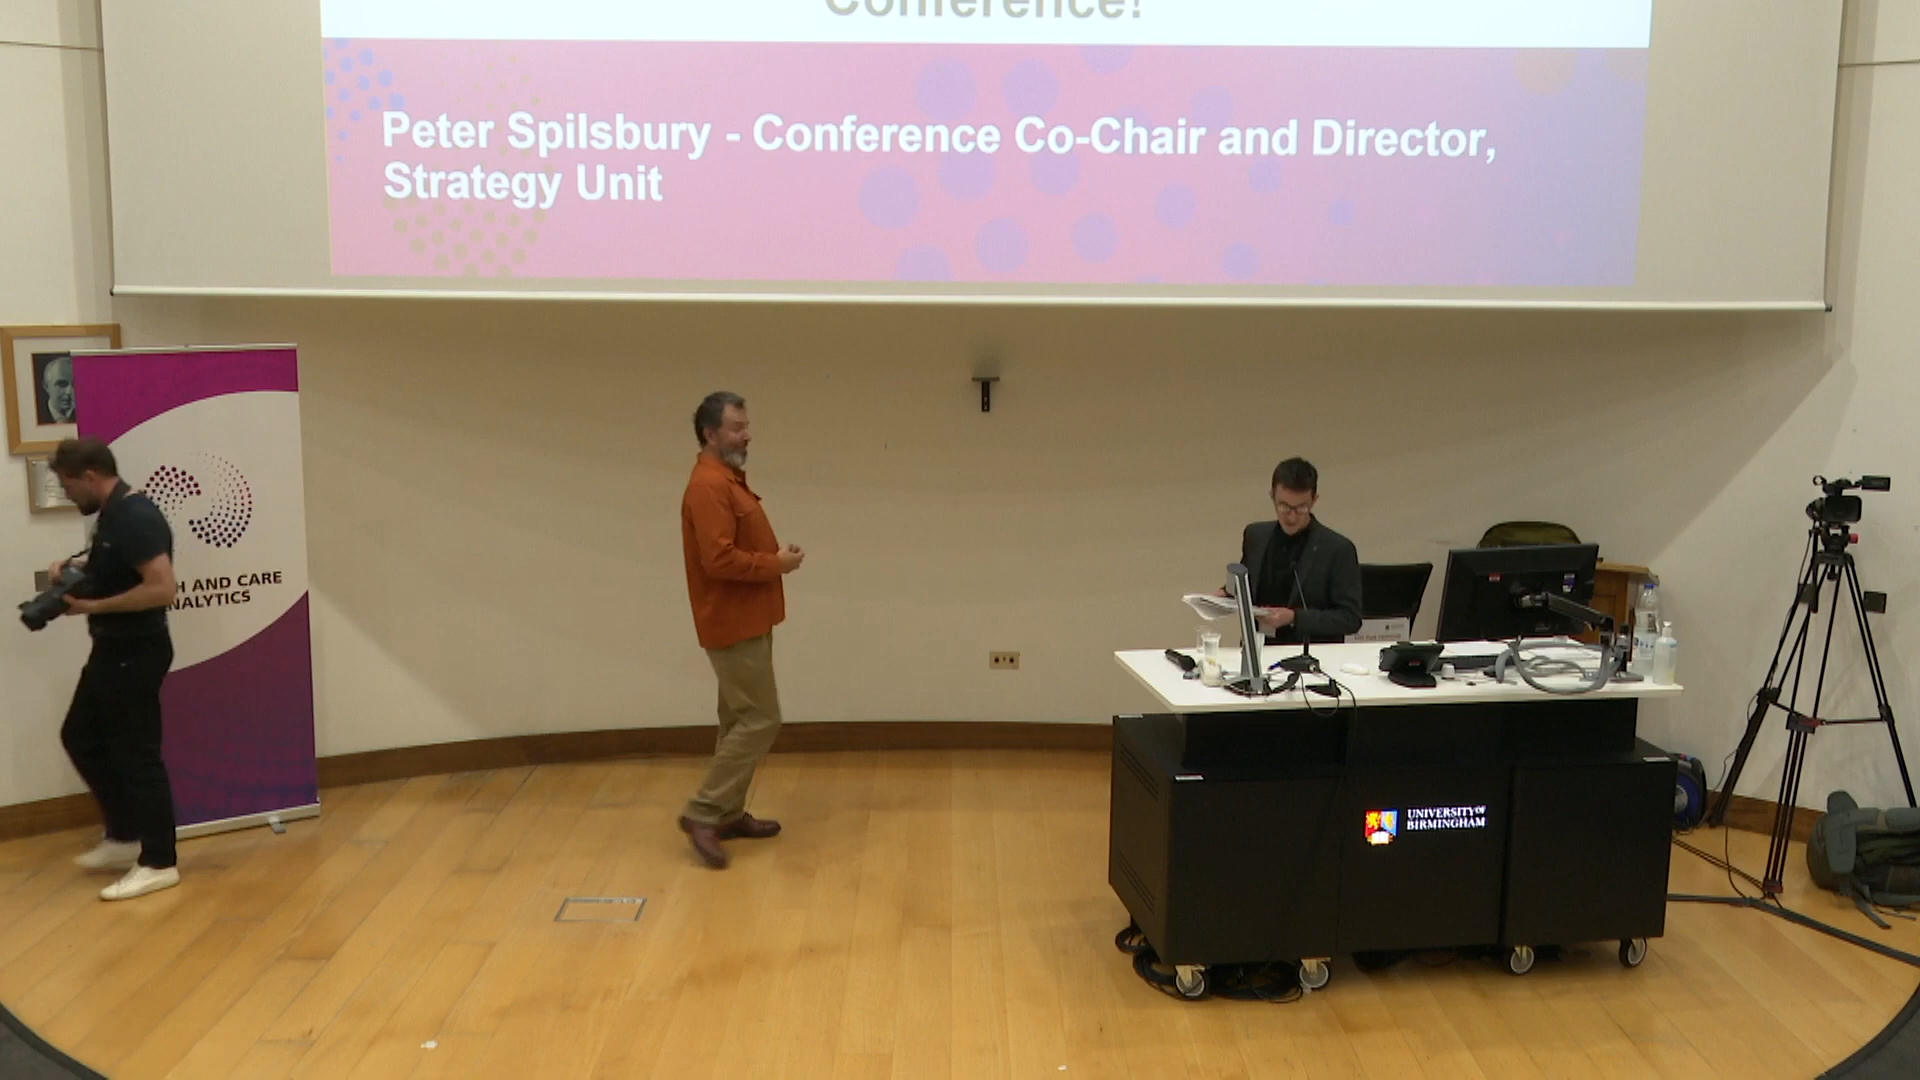 Conference!
Peter Spilsbury - Conference Co-Chair and Director,
Strategy Unit
H AND CARE
NALYTICS
UNIVERSITY OF
BIRMINGHAM